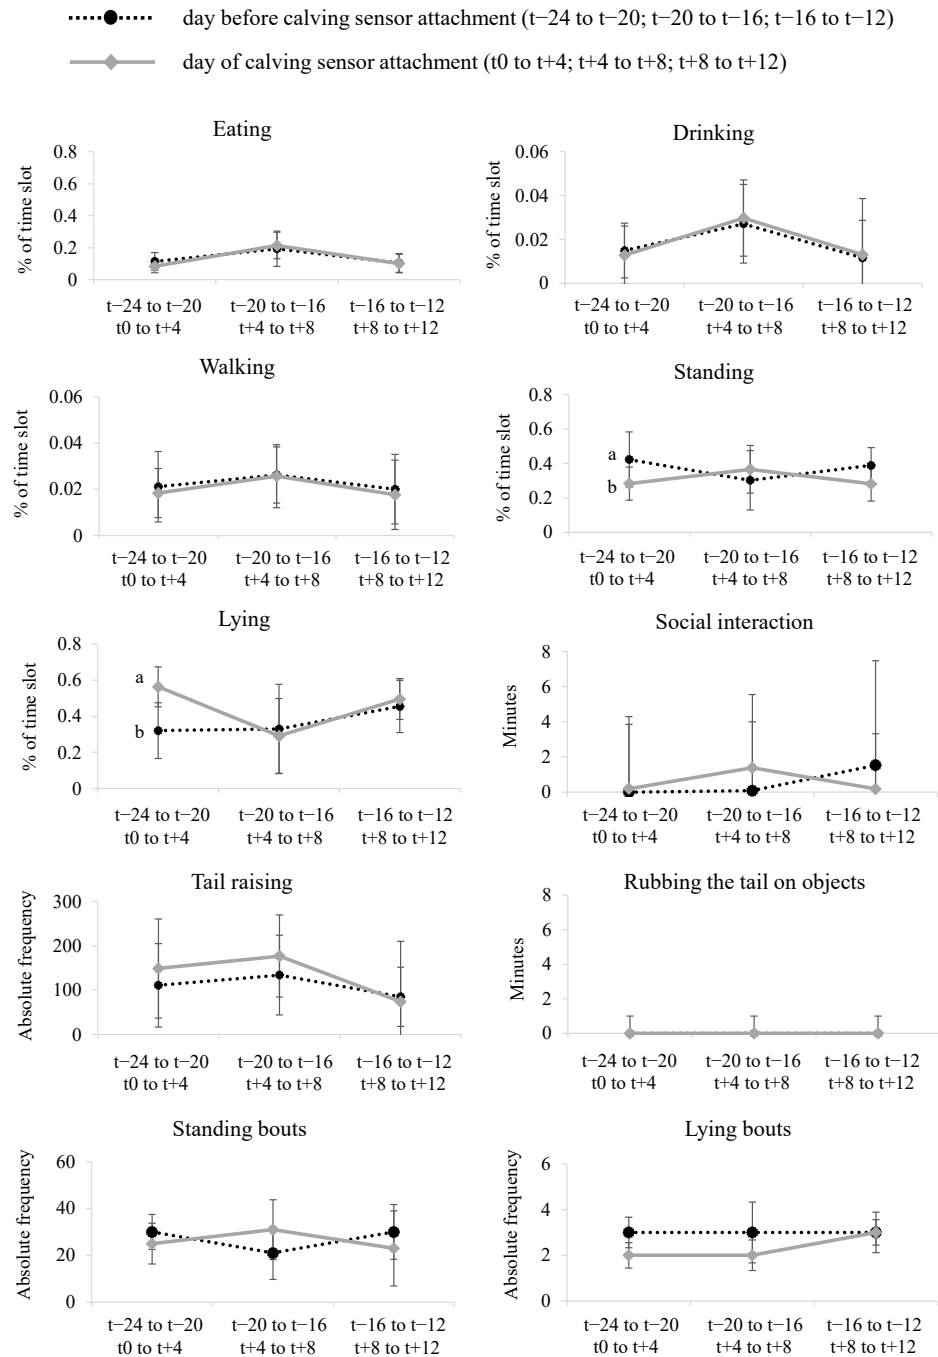 day before calving sensor attachment (t−24 to t−20; t−20 to t−16; t−16 to t−12)
day of calving sensor attachment (t0 to t+4; t+4 to t+8; t+8 to t+12)
Eating
% of time slot
0.8
0.6
0.4
0.2
0
t−24 to t−20 t−20 to t−16 t−16 to t−12
t0 to t+4 t+4 to t+8 t+8 to t+12
Drinking
% of time slot
0.06
0.04
0.02
0
t−24 to t−20 t−20 to t−16 t−16 to t−12
t0 to t+4 t+4 to t+8 t+8 to t+12
Walking
% of time slot
0.06
0.04
0.02
0
t−24 to t−20 t−20 to t−16 t−16 to t−12
t0 to t+4 t+4 to t+8 t+8 to t+12
Standing
% of time slot
0.8
0.6
0.4
0.2
0
a
b
t−24 to t−20 t−20 to t−16 t−16 to t−12
t0 to t+4 t+4 to t+8 t+8 to t+12
Lying
% of time slot
0.8
0.6
0.4
0.2
0
a
b
t−24 to t−20 t−20 to t−16 t−16 to t−12
t0 to t+4 t+4 to t+8 t+8 to t+12
Social interaction
Minutes
8
6
4
2
0
t−24 to t−20 t−20 to t−16 t−16 to t−12
t0 to t+4 t+4 to t+8 t+8 to t+12
Tail raising
Absolute frequency
300
200
100
0
t−24 to t−20 t−20 to t−16 t−16 to t−12
t0 to t+4 t+4 to t+8 t+8 to t+12
Rubbing the tail on objects
Minutes
8
6
4
2
0
t−24 to t−20 t−20 to t−16 t−16 to t−12
t0 to t+4 t+4 to t+8 t+8 to t+12
Standing bouts
Absolute frequency
60
40
20
0
t−24 to t−20 t−20 to t−16 t−16 to t−12
t0 to t+4 t+4 to t+8 t+8 to t+12
Lying bouts
Absolute frequency
6
4
2
0
t−24 to t−20 t−20 to t−16 t−16 to t−12
t0 to t+4 t+4 to t+8 t+8 to t+12